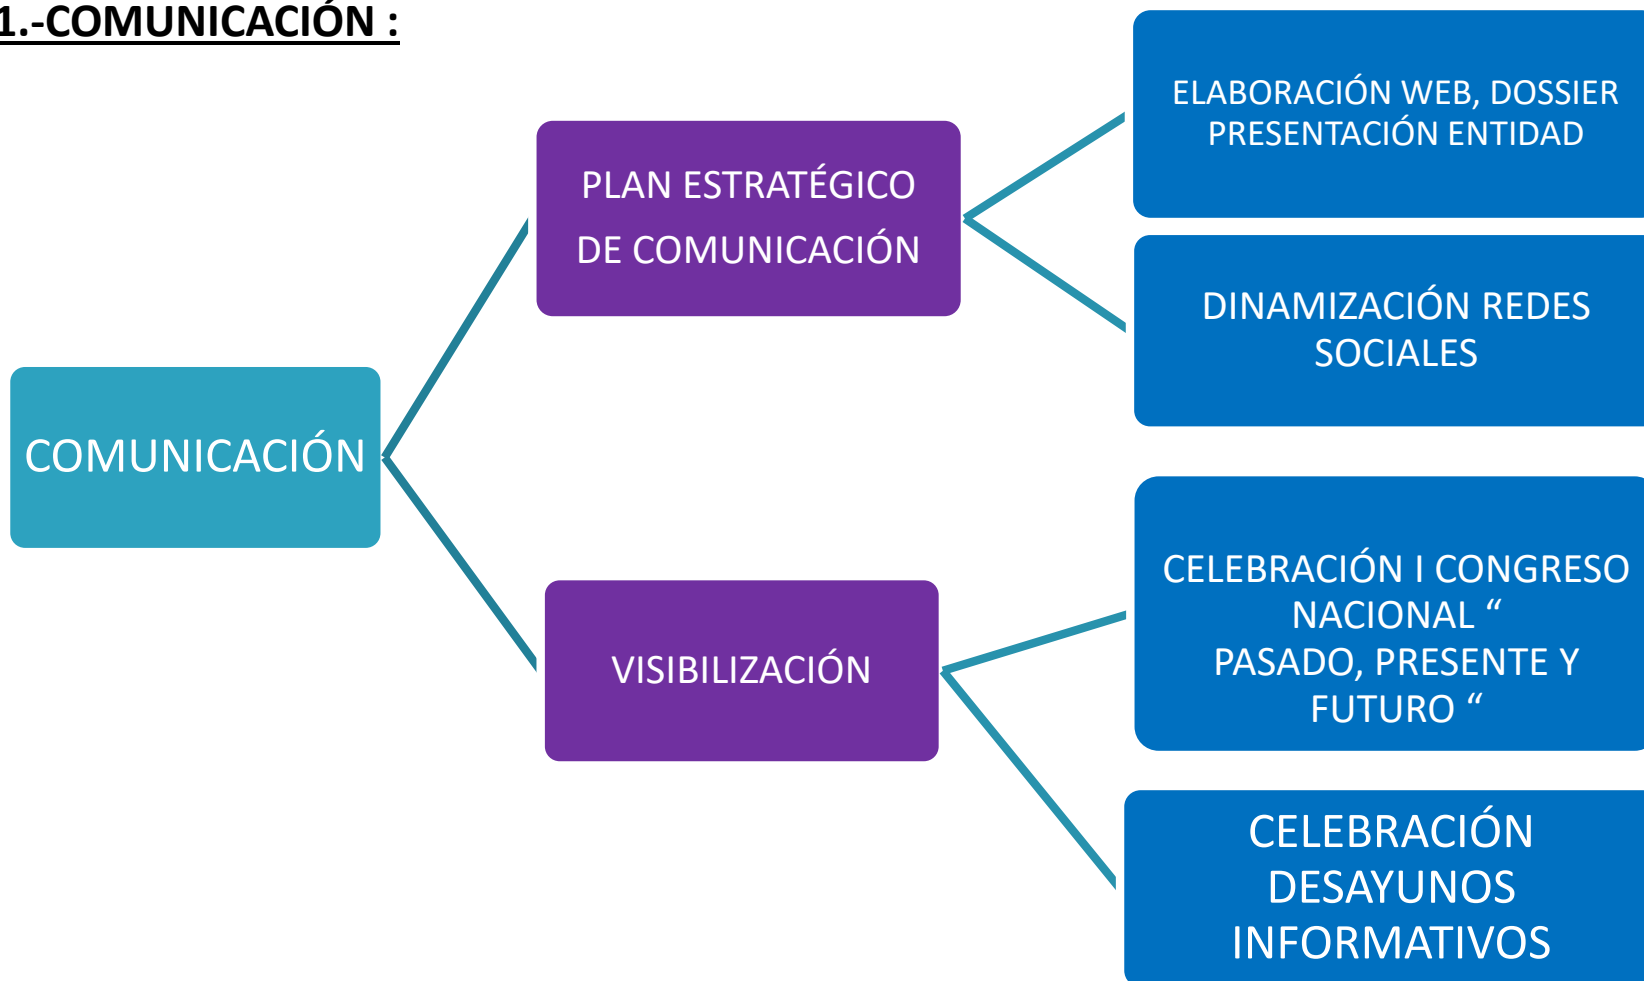 1.-COMUNICACIÓN :
ELABORACIÓN WEB, DOSSIER
PRESENTACIÓN ENTIDAD
PLAN ESTRATÉGICO
DE COMUNICACIÓN
DINAMIZACIÓN REDES
SOCIALES
COMUNICACIÓN
CELEBRACIÓN I CONGRESO
NACIONAL “
PASADO, PRESENTE Y
FUTURO “
VISIBILIZACIÓN
CELEBRACIÓN
DESAYUNOS
INFORMATIVOS